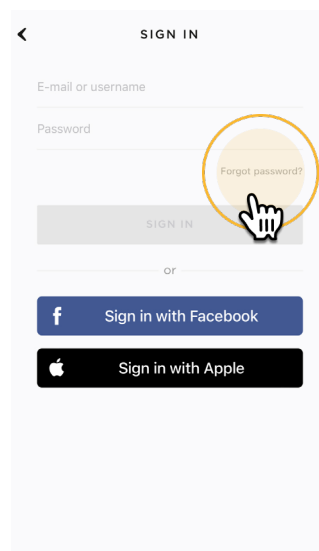 SIGN IN
E-mail or username
Password
Forgot password?
SIGN IN
or
f Sign in with Facebook
Sign in with Apple